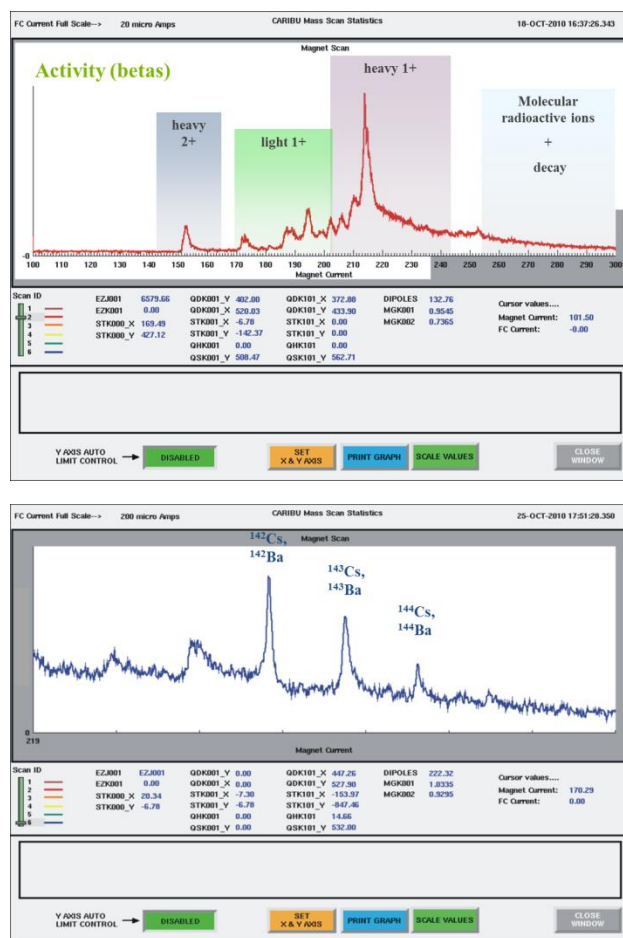 FC Current Full Scale--> 20 micro Amps CARIBU Mass Scan Statistics 18-OCT-2010 16:37:26.343
Magnet Scan
Activity (betas)
heavy 1+
heavy
2+
light 1+
Molecular
radioactive ions
+
decay
-0
100 110 120 130 140 150 160 170 180 190 200 210 220 230 240 250 260 270 280 290 300
Magnet Current
Scan ID
1
2
3
4
5
6
EZJ001 6579.66 QDK001_Y 402.00 QDK101_X 372.88 DIPOLES 132.76
EZK001 0.00 QDK001_X 520.03 QDK101_Y 433.90 MGK001 0.9545
STK000_X 169.49 STK001_X -6.78 STK101_X 0.00 MGK002 0.7365
STK000_Y 427.12 STK001_Y -142.37 STK101_Y 0.00
QHK001 0.00 QHK101 0.00
QSK001_Y 508.47 QSK101_Y 562.71
Cursor values....
Magnet Current: 101.50
FC Current: -0.00
Y AXIS AUTO
LIMIT CONTROL
DISABLED
SET
X & Y AXIS
PRINT GRAPH
SCALE VALUES
CLOSE
WINDOW
FC Current Full Scale--> 200 micro Amps CARIBU Mass Scan Statistics 25-OCT-2010 17:51:28.350
Magnet Scan
¹⁴²Cs,
¹⁴²Ba
¹⁴³Cs,
¹⁴³Ba
¹⁴⁴Cs,
¹⁴⁴Ba
0
219
Magnet Current
Scan ID
1
2
3
4
5
6
EZJ001 EZJ001 QDK001_Y 0.00 QDK101_X 447.26 DIPOLES 222.32
EZK001 0.00 QDK001_X 0.00 QDK101_Y 527.90 MGK001 1.0335
STK000_X 20.34 STK001_X -7.30 STK101_X -153.97 MGK002 0.9295
STK000_Y -6.78 STK001_Y -6.78 STK101_Y -847.46
QHK001 0.00 QHK101 14.66
QSK001_Y 0.00 QSK101_Y 532.00
Cursor values....
Magnet Current: 170.29
FC Current: 0.00
Y AXIS AUTO
LIMIT CONTROL
DISABLED
SET
X & Y AXIS
PRINT GRAPH
SCALE VALUES
CLOSE
WINDOW